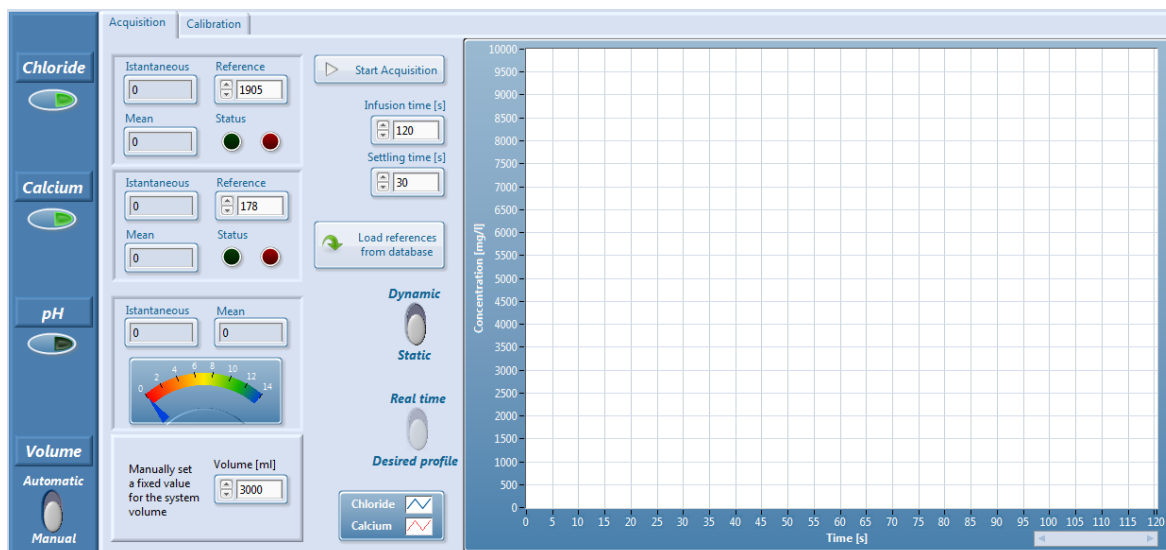 Acquisition
Calibration
Chloride
Istantaneous
Reference
0
1905
Mean
Status
0
Calcium
Istantaneous
Reference
0
178
Mean
Status
0
pH
Istantaneous
Mean
0
0
0 2 4 6 8 10 12 14
Volume
Automatic
Manual
Manually set
a fixed value
for the system
volume
Volume [ml]
3000
Start Acquisition
Infusion time [s]
120
Settling time [s]
30
Load references
from database
Dynamic
Static
Real time
Desired profile
Chloride
Calcium
Concentration [mg/l]
10000
9500
9000
8500
8000
7500
7000
6500
6000
5500
5000
4500
4000
3500
3000
2500
2000
1500
1000
500
0
0 5 10 15 20 25 30 35 40 45 50 55 60 65 70 75 80 85 90 95 100 105 110 115 120
Time [s]